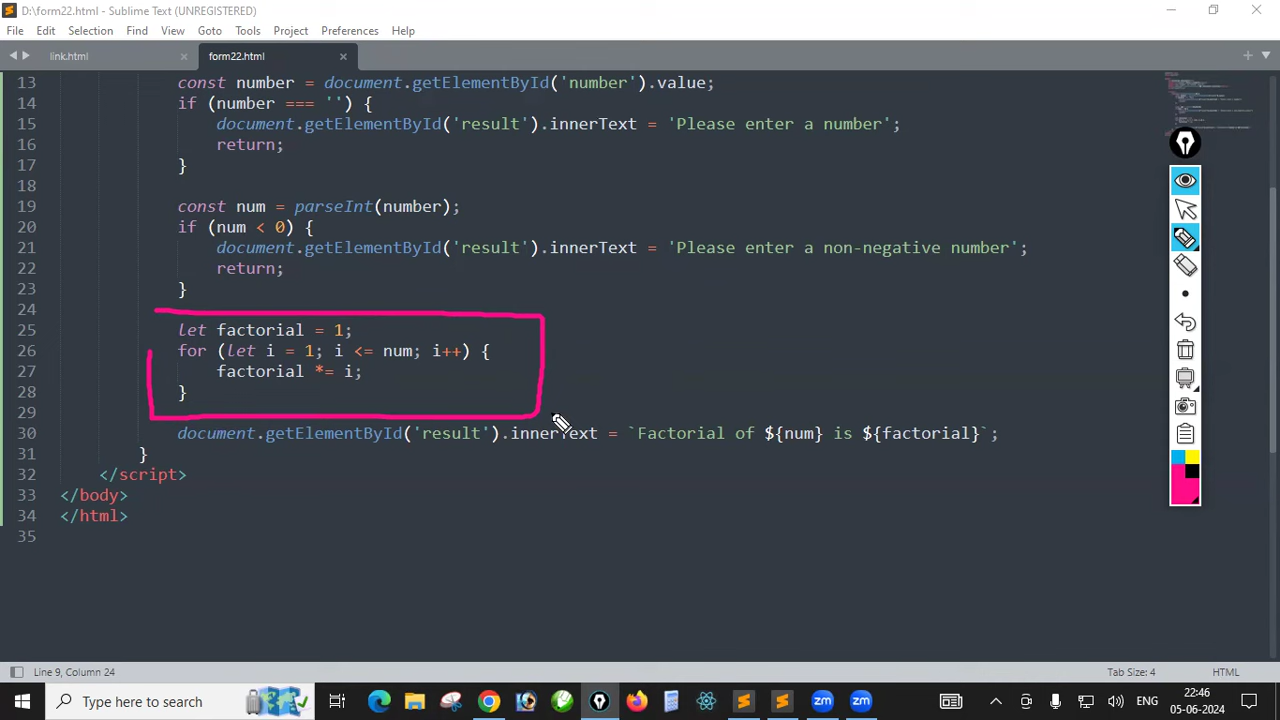 D:\form22.html - Sublime Text (UNREGISTERED)
File Edit Selection Find View Goto Tools Project Preferences Help
link.html form22.html
13 const number = document.getElementById('number').value;
14 if (number === '') {
15 document.getElementById('result').innerText = 'Please enter a number';
16 return;
17 }
18
19 const num = parseInt(number);
20 if (num < 0) {
21 document.getElementById('result').innerText = 'Please enter a non-negative number';
22 return;
23 }
24
25 let factorial = 1;
26 for (let i = 1; i <= num; i++) {
27 factorial *= i;
28 }
29
30 document.getElementById('result').innerText = `Factorial of ${num} is ${factorial}`;
31 }
32 </script>
33 </body>
34 </html>
35
Line 9, Column 24 Tab Size: 4 HTML
Type here to search zm zm ENG 22:46
05-06-2024